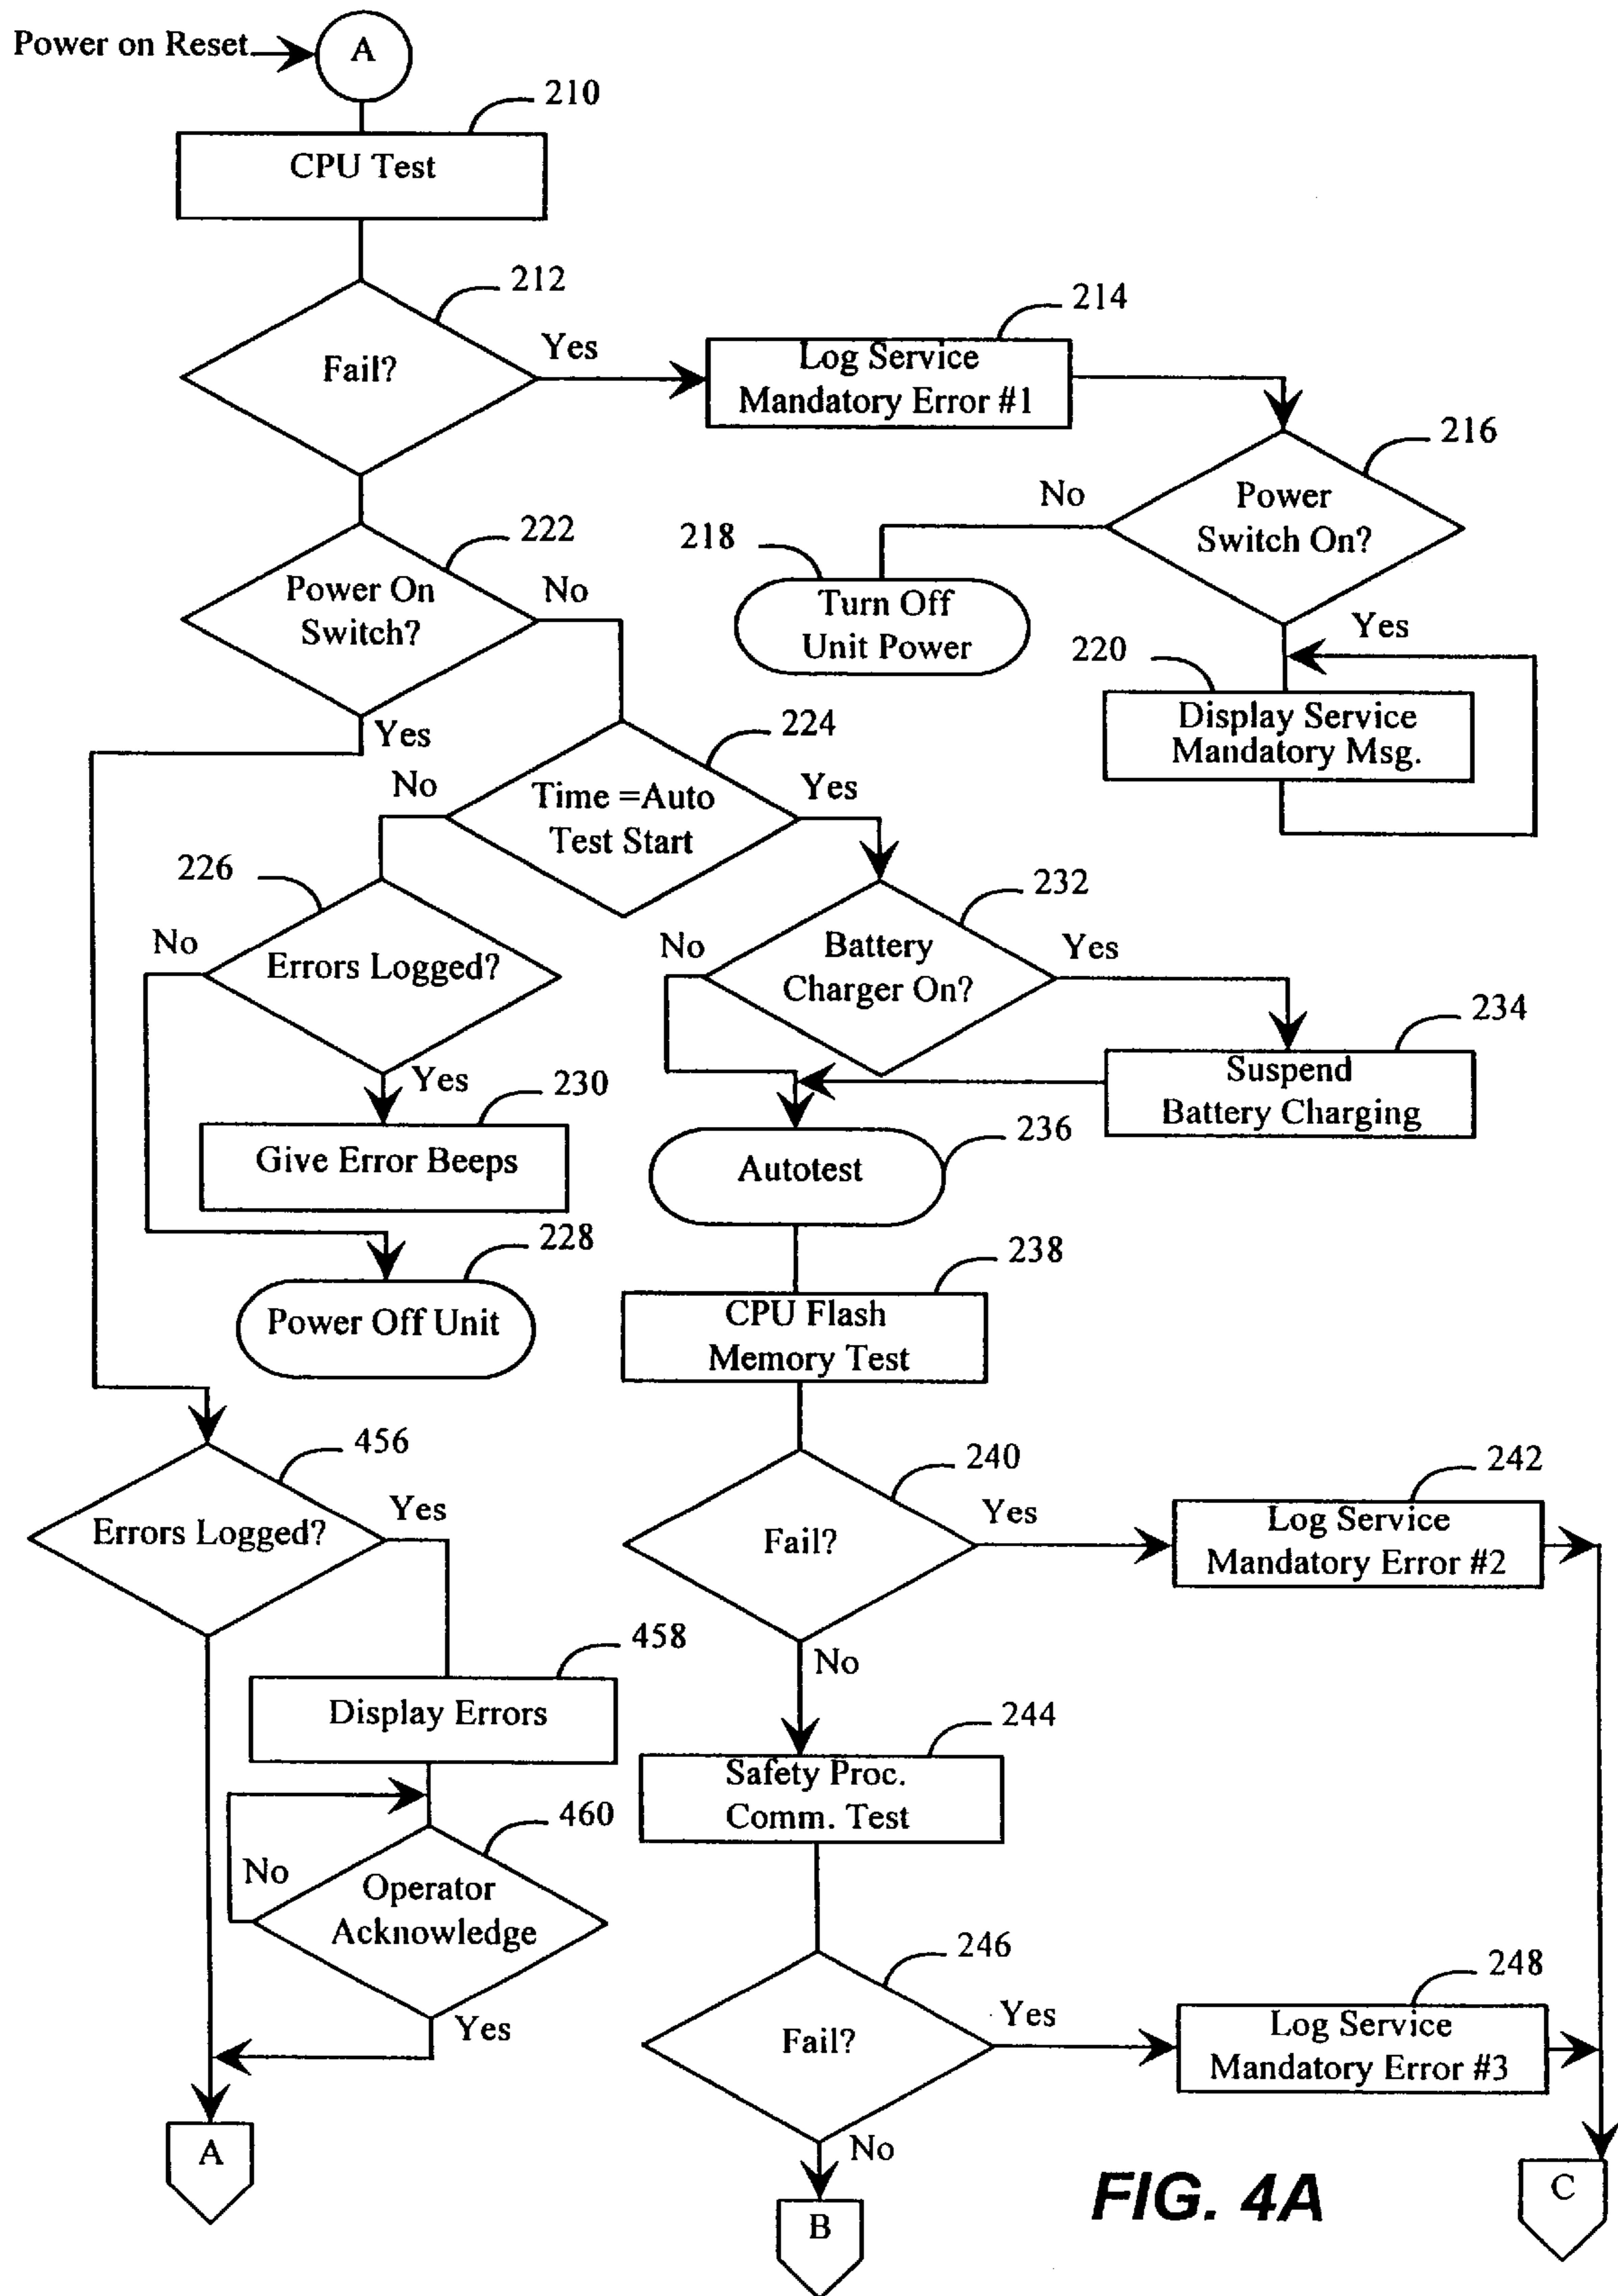 Power on Reset
A
210
CPU Test
212
Fail?
Yes
214
Log Service
Mandatory Error #1
216
Power
Switch On?
No
218
Turn Off
Unit Power
Yes
220
Display Service
Mandatory Msg.
222
Power On
Switch?
No
Yes
224
Time =Auto
Test Start
No
Yes
226
Errors Logged?
No
Yes
230
Give Error Beeps
228
Power Off Unit
232
Battery
Charger On?
No
Yes
234
Suspend
Battery Charging
236
Autotest
238
CPU Flash
Memory Test
240
Fail?
Yes
242
Log Service
Mandatory Error #2
No
244
Safety Proc.
Comm. Test
246
Fail?
Yes
248
Log Service
Mandatory Error #3
No
B
C
456
Errors Logged?
Yes
458
Display Errors
460
Operator
Acknowledge
No
Yes
A
FIG. 4A